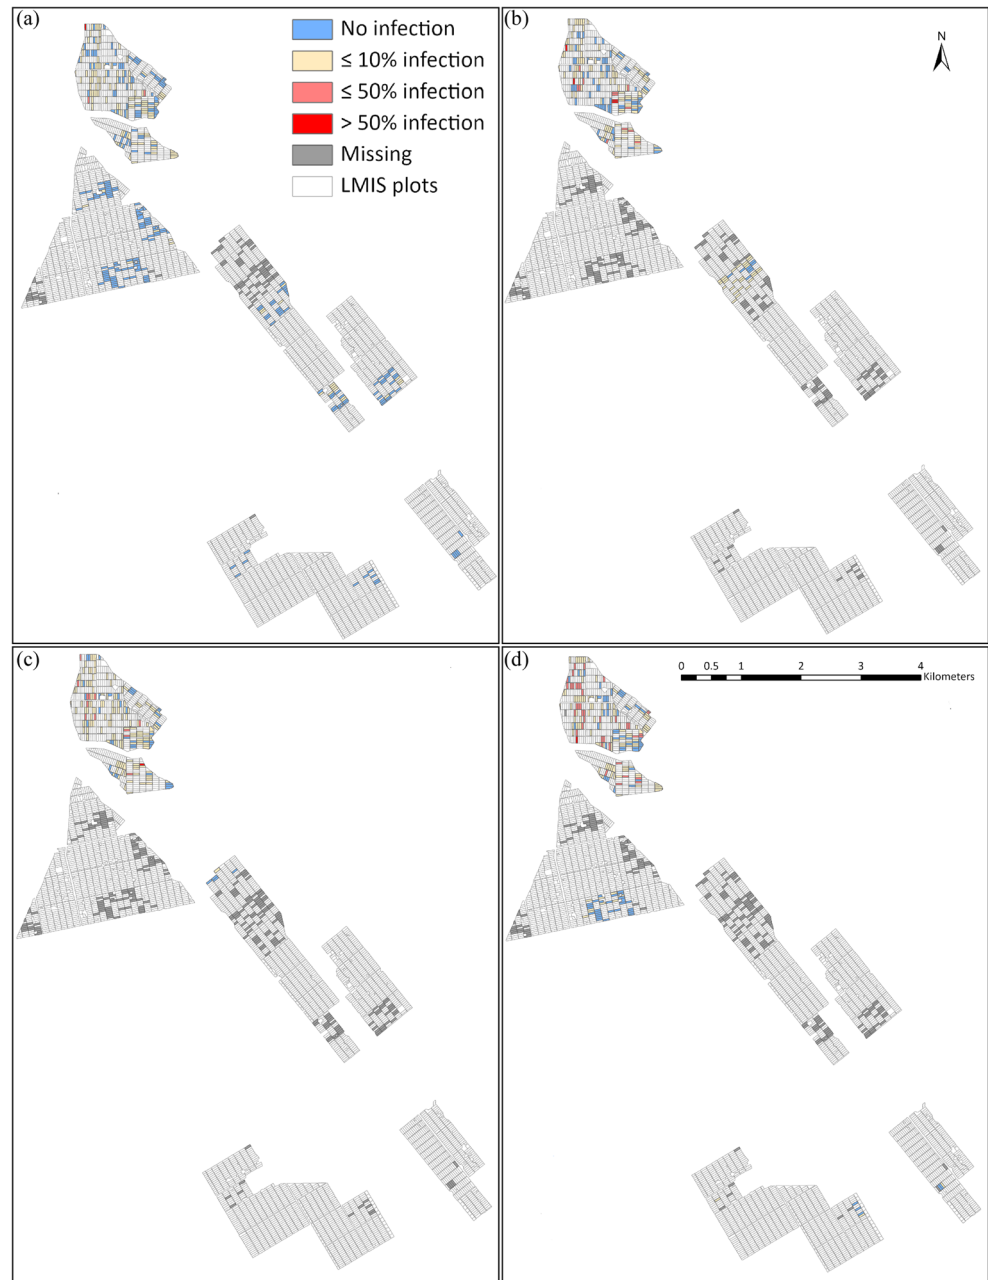 (a)
No infection
≤ 10% infection
≤ 50% infection
> 50% infection
Missing
LMIS plots
(b)
N
(c)
(d)
0 0.5 1 2 3 4
Kilometers